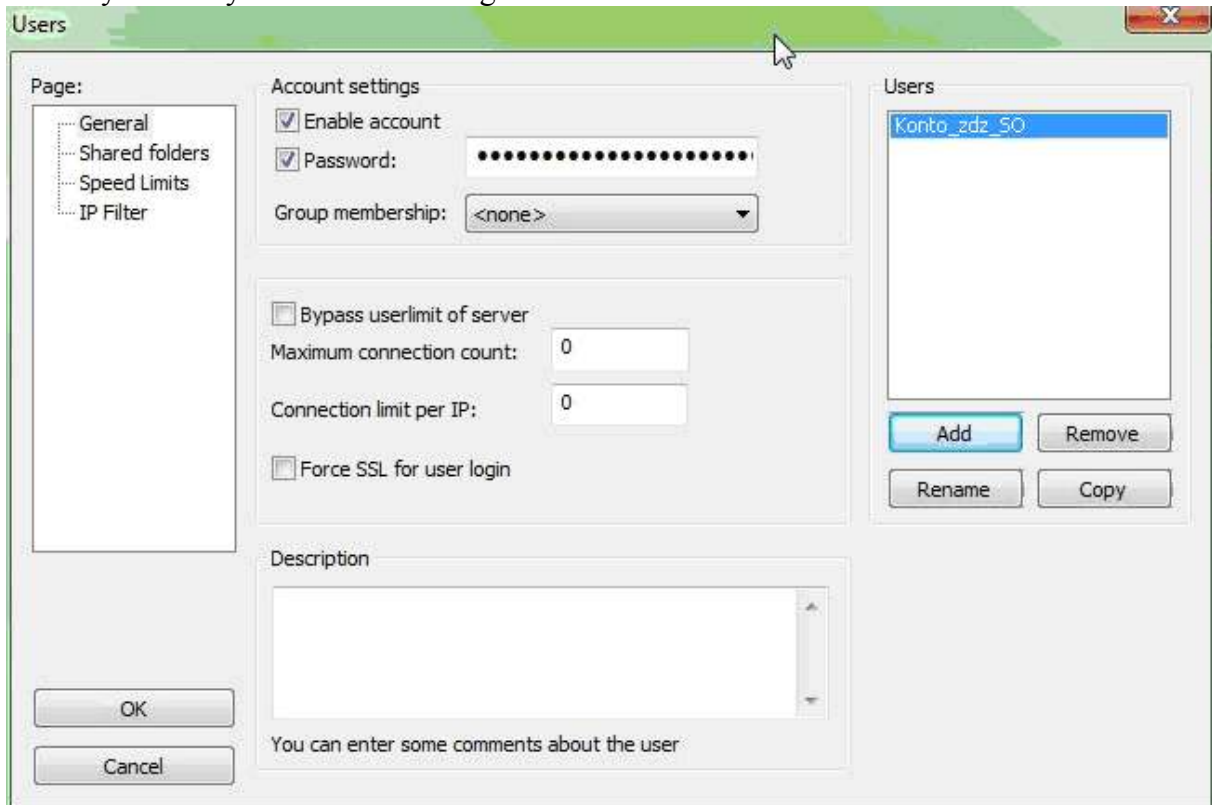 Users
Page:
General
Shared folders
Speed Limits
IP Filter
OK
Cancel
Account settings
Enable account
Password:
Group membership: <none>
Bypass userlimit of server
Maximum connection count: 0
Connection limit per IP: 0
Force SSL for user login
Description
You can enter some comments about the user
Users
Konto_zdz_SO
Add Remove
Rename Copy